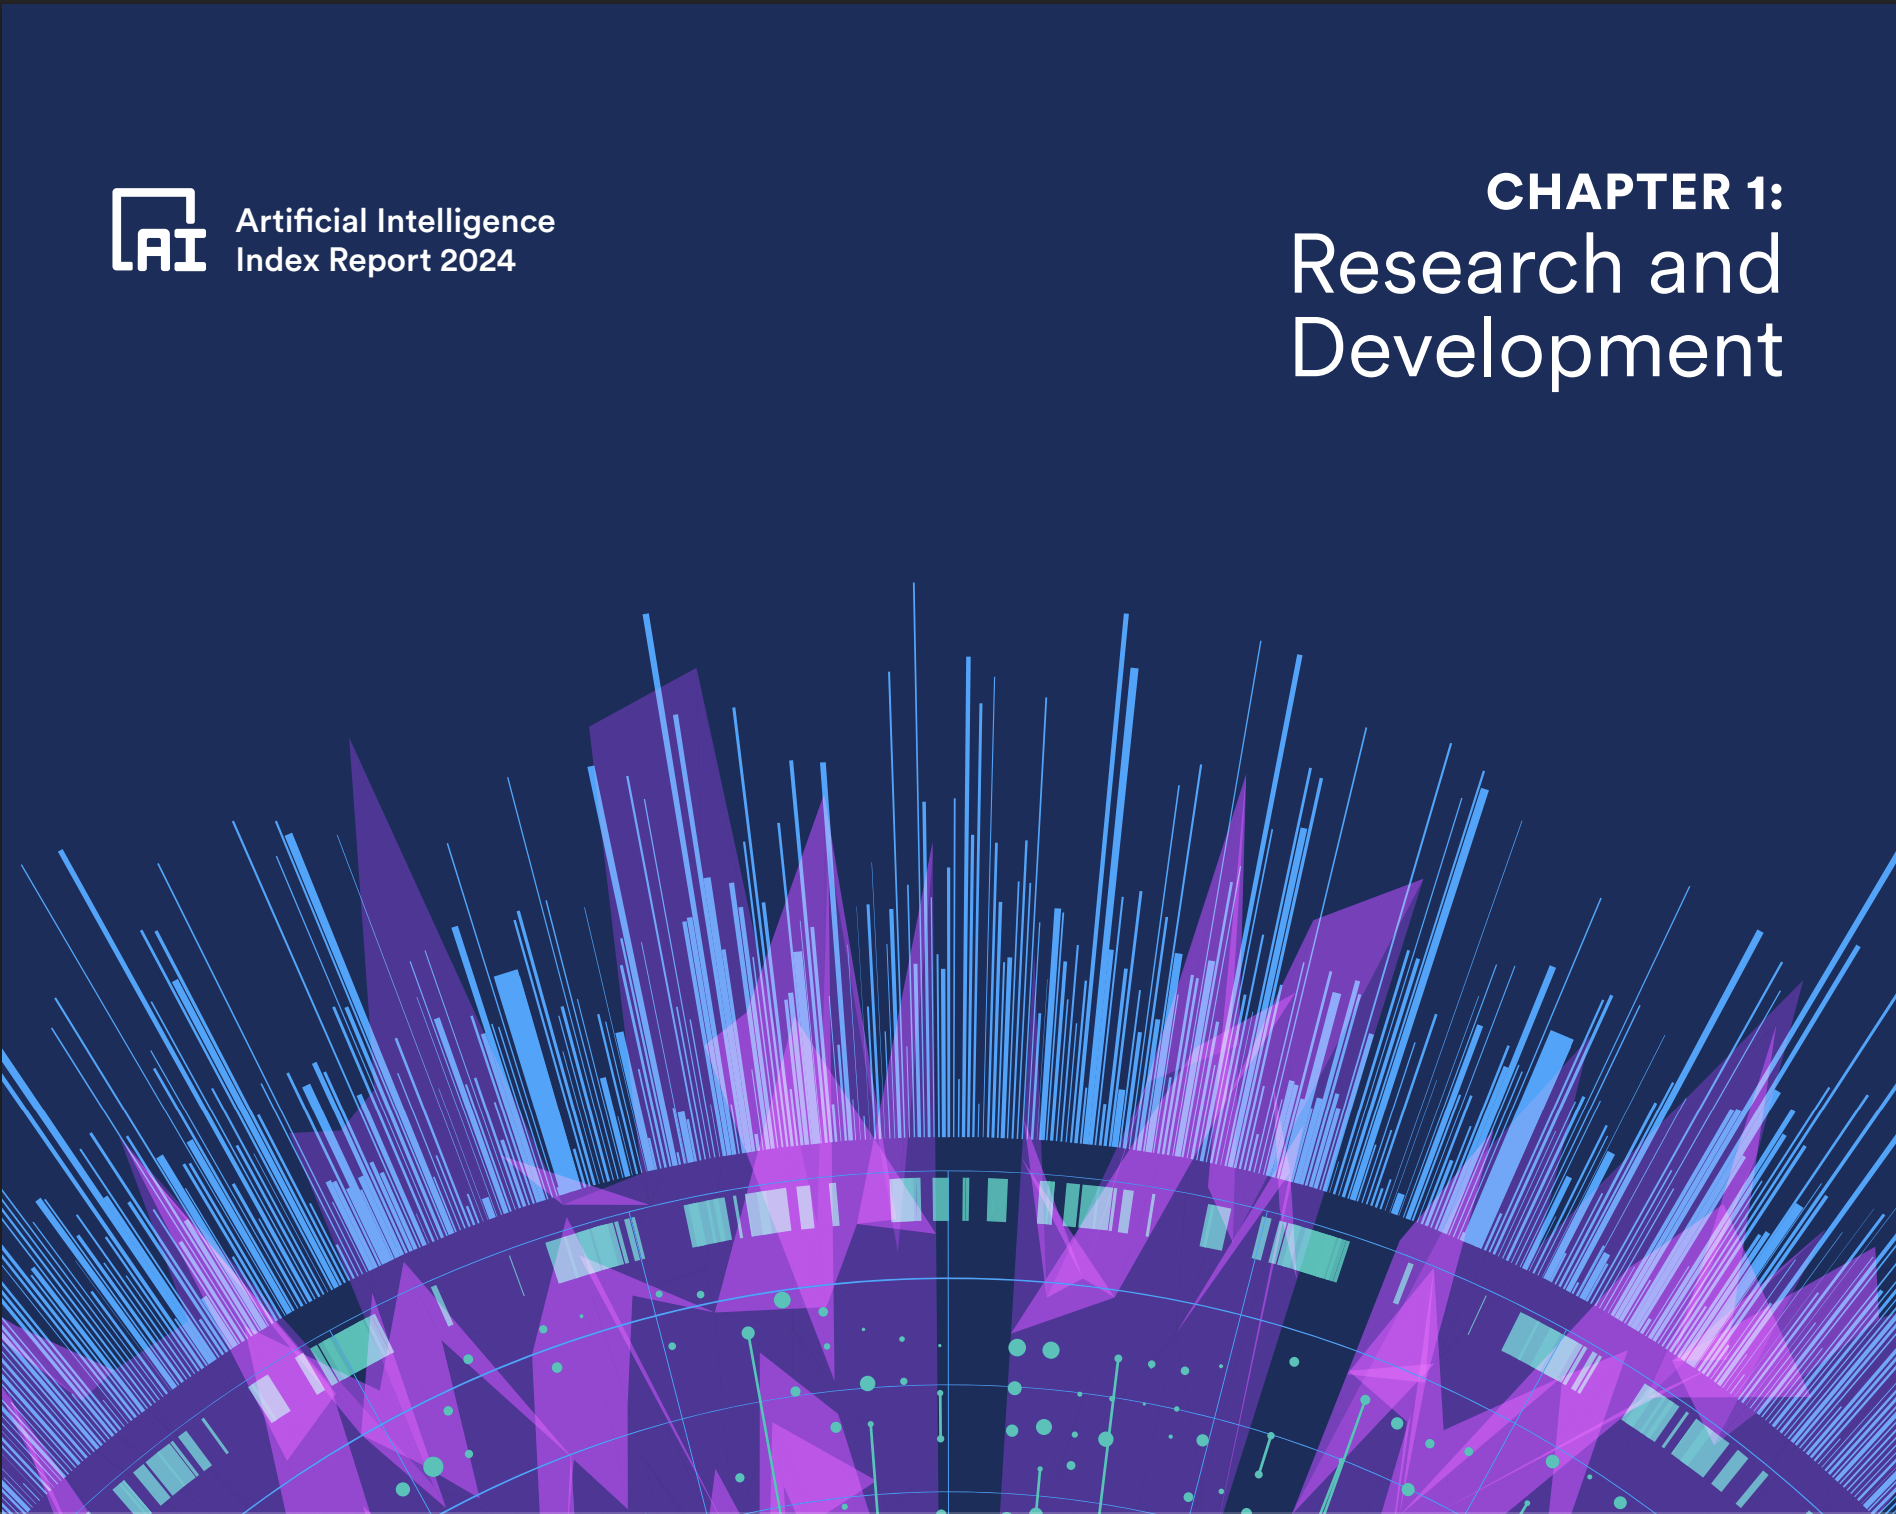 AI
Artificial Intelligence
Index Report 2024
CHAPTER 1:
Research and
Development